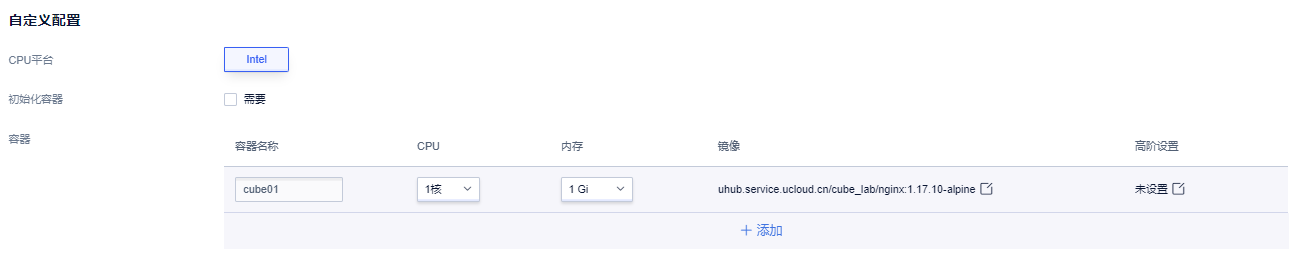 自定义配置
CPU平台 Intel
初始化容器 需要
容器
容器名称 CPU 内存 镜像 高阶设置
cube01 1核 1 Gi uhub.service.ucloud.cn/cube_lab/nginx:1.17.10-alpine 未设置
+ 添加